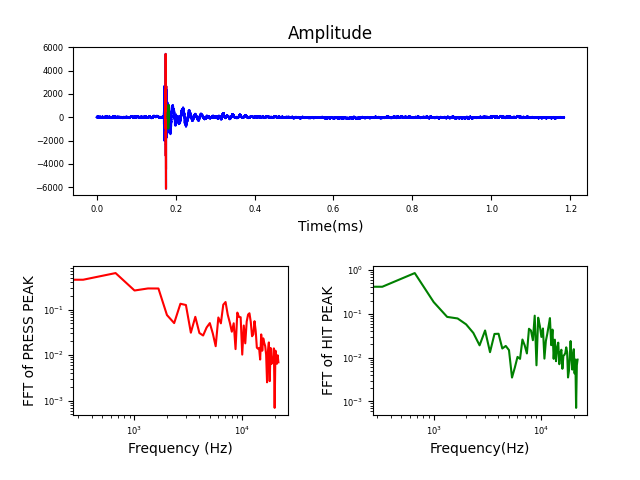 Amplitude
6000
4000
2000
0
−2000
−4000
−6000
0.0 0.2 0.4 0.6 0.8 1.0 1.2
Time(ms)
FFT of PRESS PEAK
10⁻¹
10⁻²
10⁻³
10³ 10⁴
Frequency (Hz)
FFT of HIT PEAK
10⁰
10⁻¹
10⁻²
10⁻³
10³ 10⁴
Frequency(Hz)